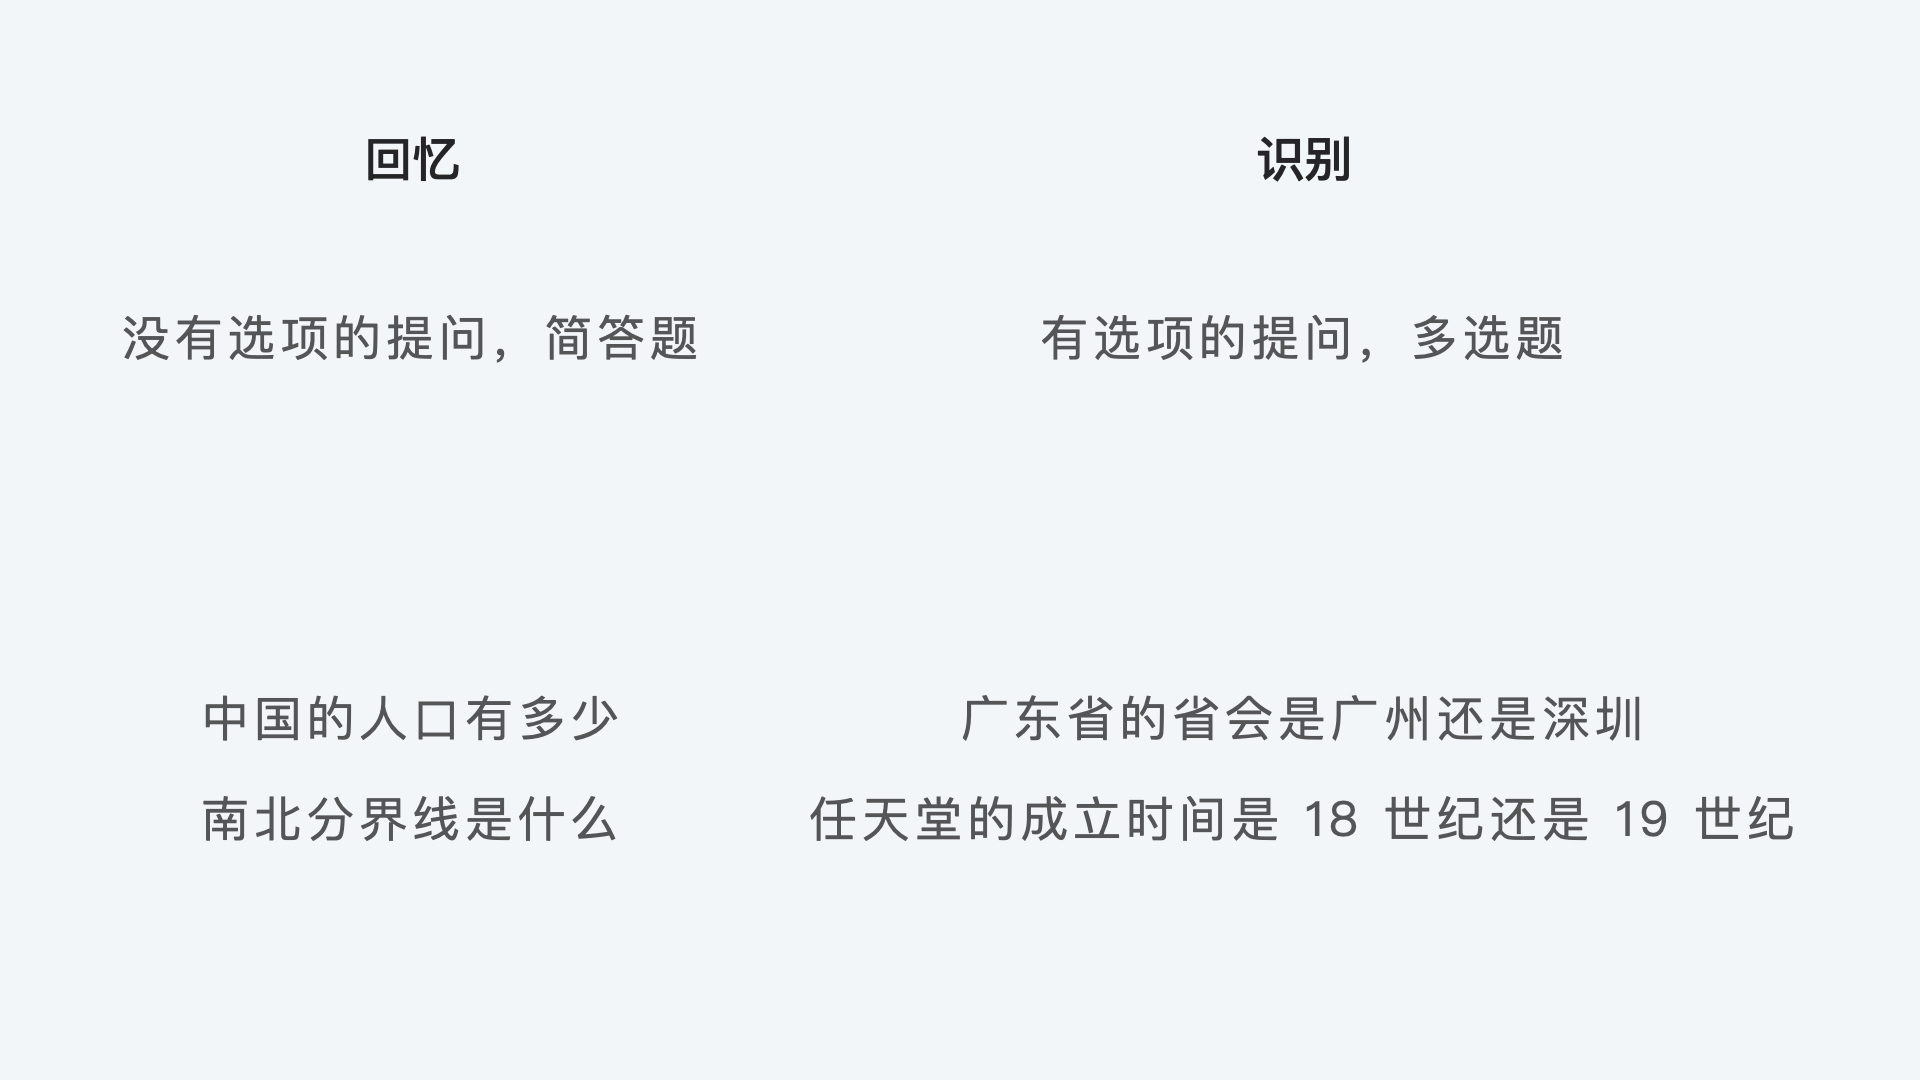 回忆
识别
没有选项的提问，简答题
有选项的提问，多选题
中国的人口有多少
广东省的省会是广州还是深圳
南北分界线是什么
任天堂的成立时间是 18 世纪还是 19 世纪